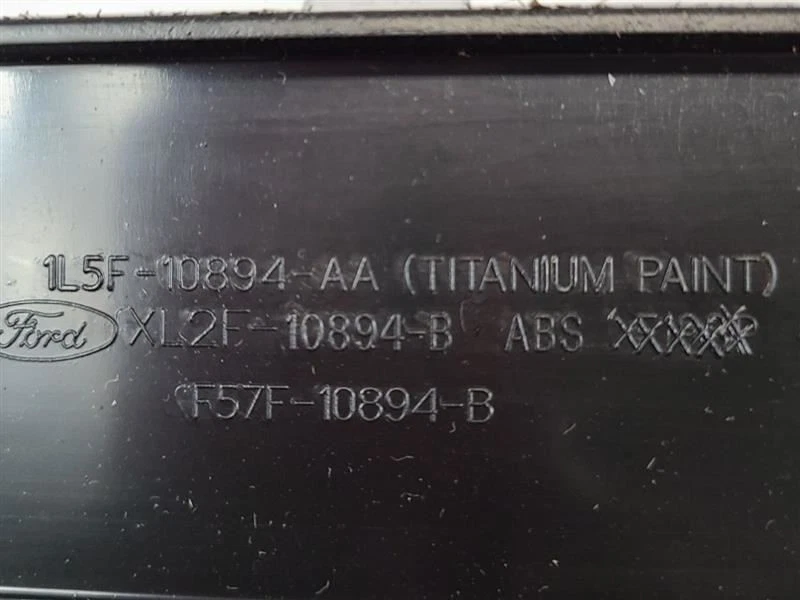 1L5F-10894-AA (TITANIUM PAINT)
Ford XL2F-10894-B ABS
F57F-10894-B